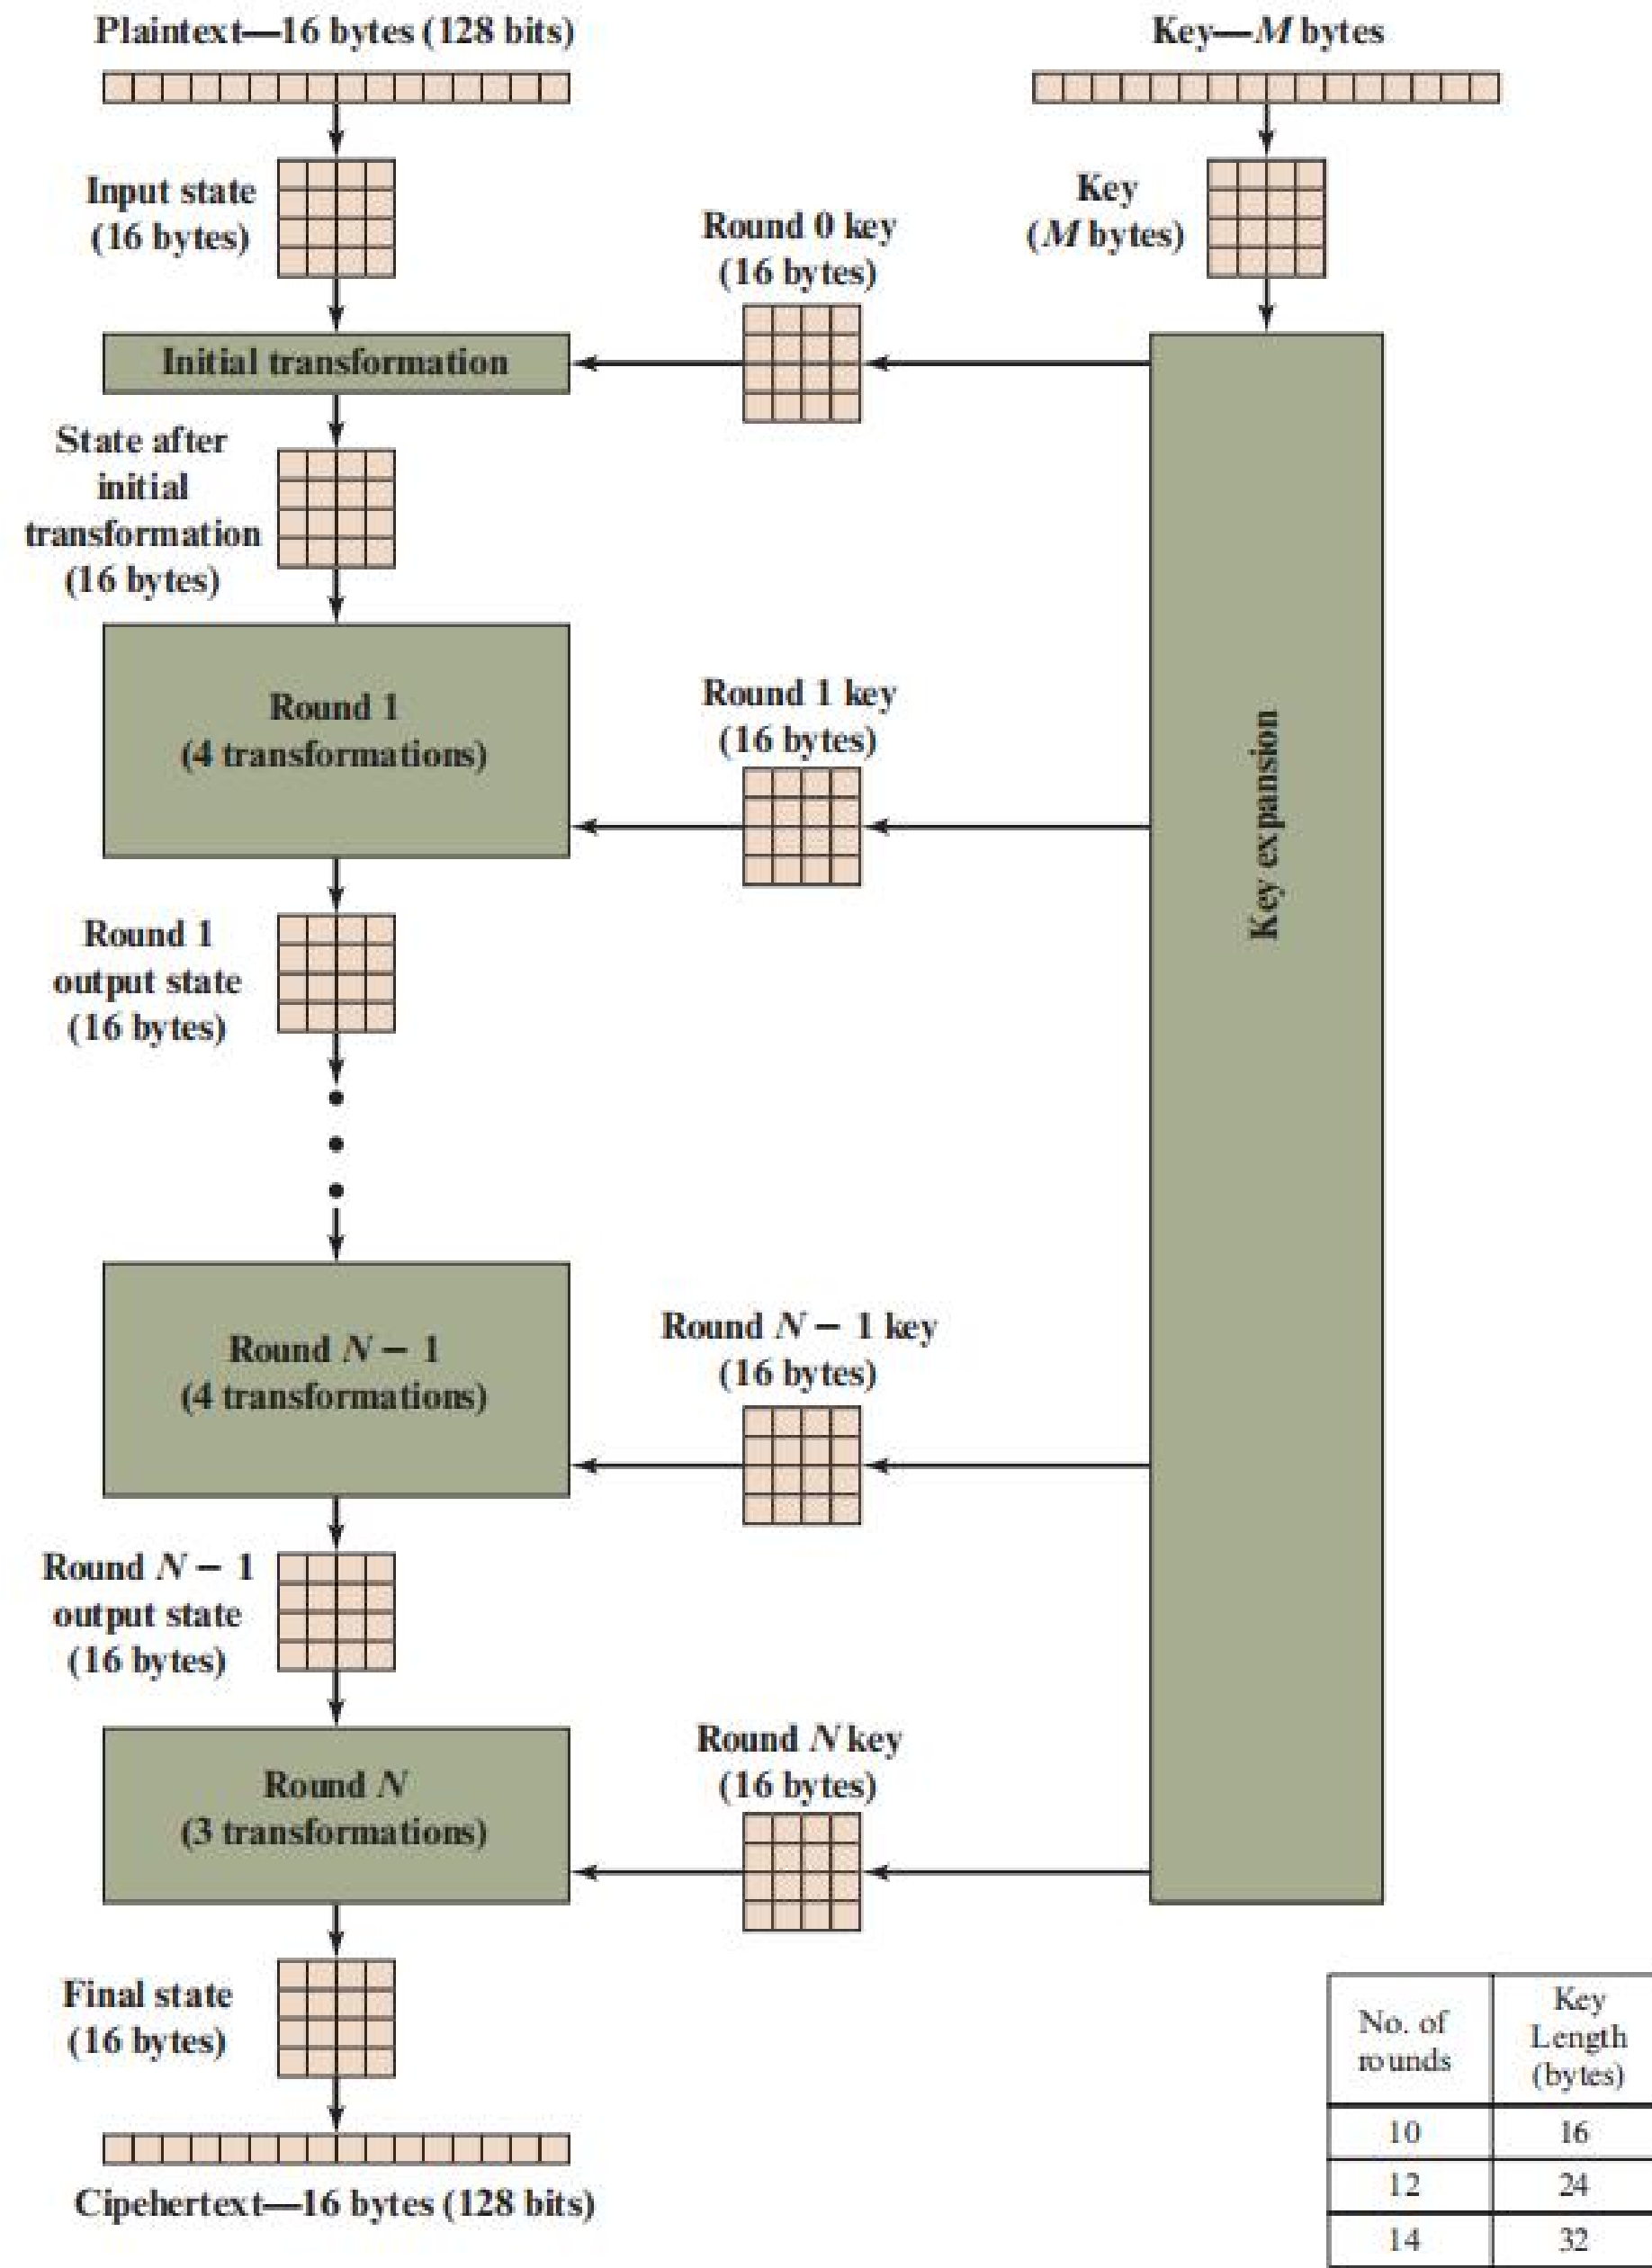 Plaintext—16 bytes (128 bits)
Key—M bytes
Input state
(16 bytes)
Key
(M bytes)
Round 0 key
(16 bytes)
Initial transformation
State after
initial
transformation
(16 bytes)
Round 1
(4 transformations)
Round 1 key
(16 bytes)
Key expansion
Round 1
output state
(16 bytes)
Round N − 1
(4 transformations)
Round N − 1 key
(16 bytes)
Round N − 1
output state
(16 bytes)
Round N
(3 transformations)
Round N key
(16 bytes)
Final state
(16 bytes)
Cipehertext—16 bytes (128 bits)
No. of
rounds
Key
Length
(bytes)
10 16
12 24
14 32